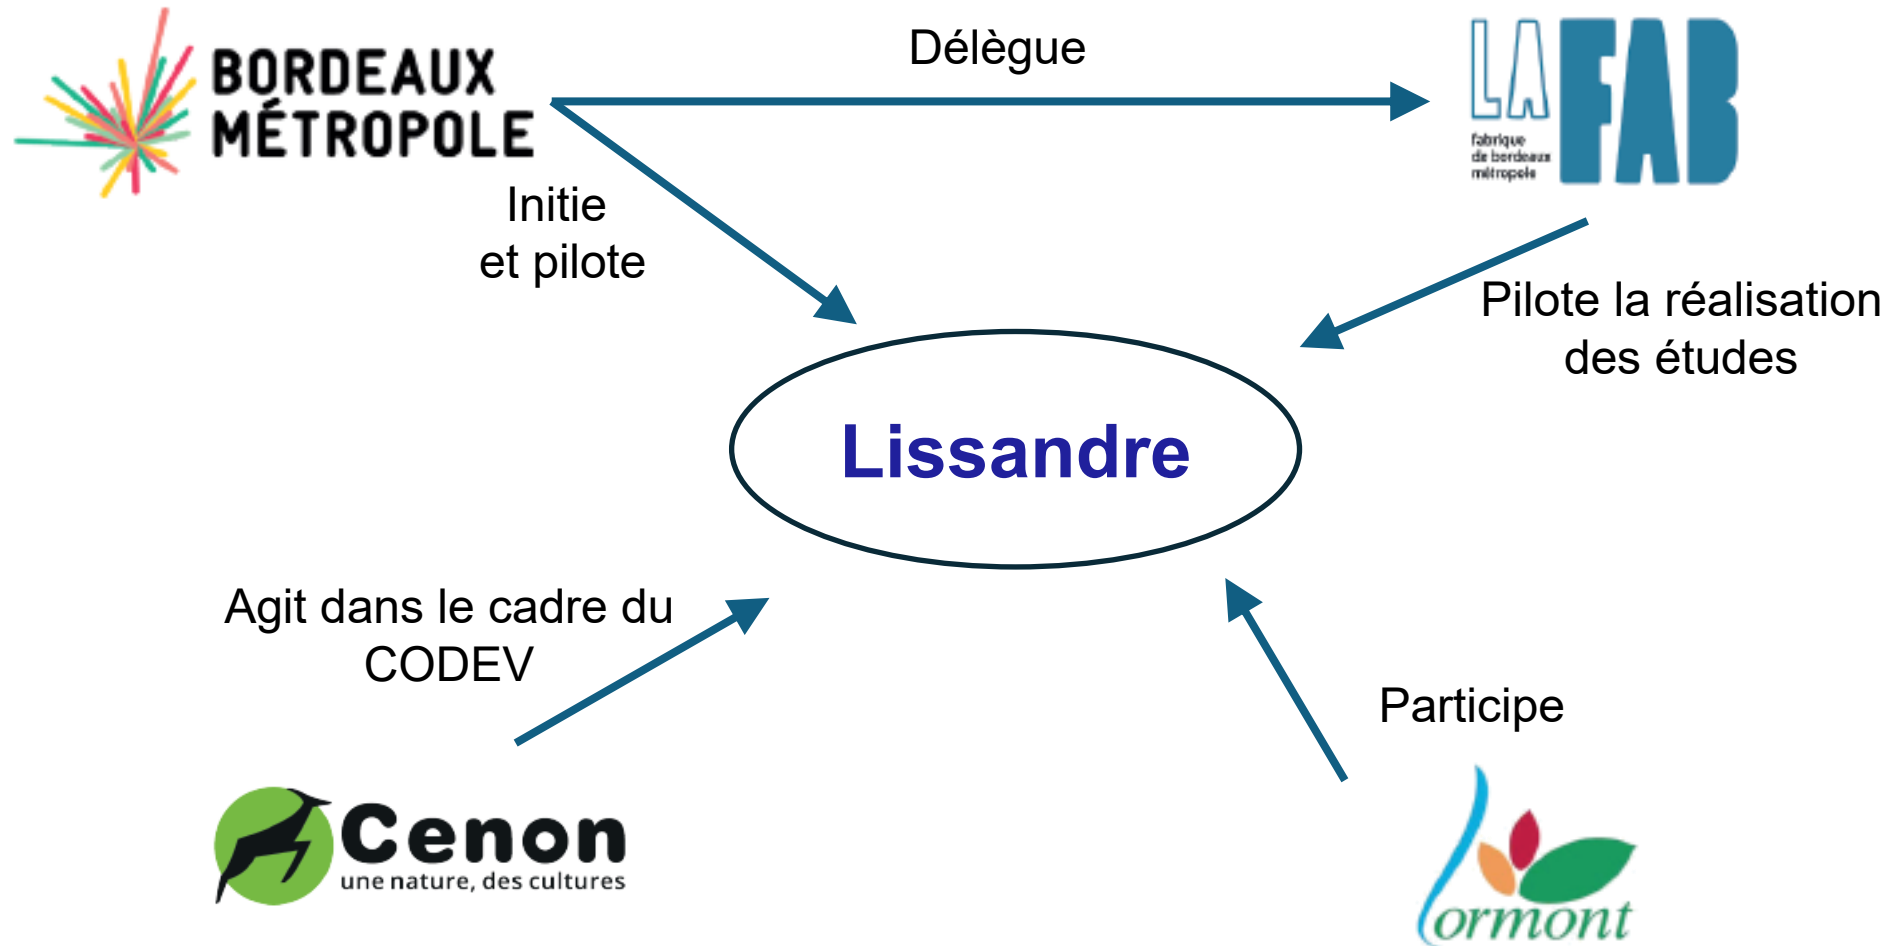 BORDEAUX
MÉTROPOLE
Délègue
LA FAB
fabrique
de bordeaux
métropole
Initie
et pilote
Pilote la réalisation
des études
Lissandre
Agit dans le cadre du
CODEV
Participe
Cenon
une nature, des cultures
Lormont